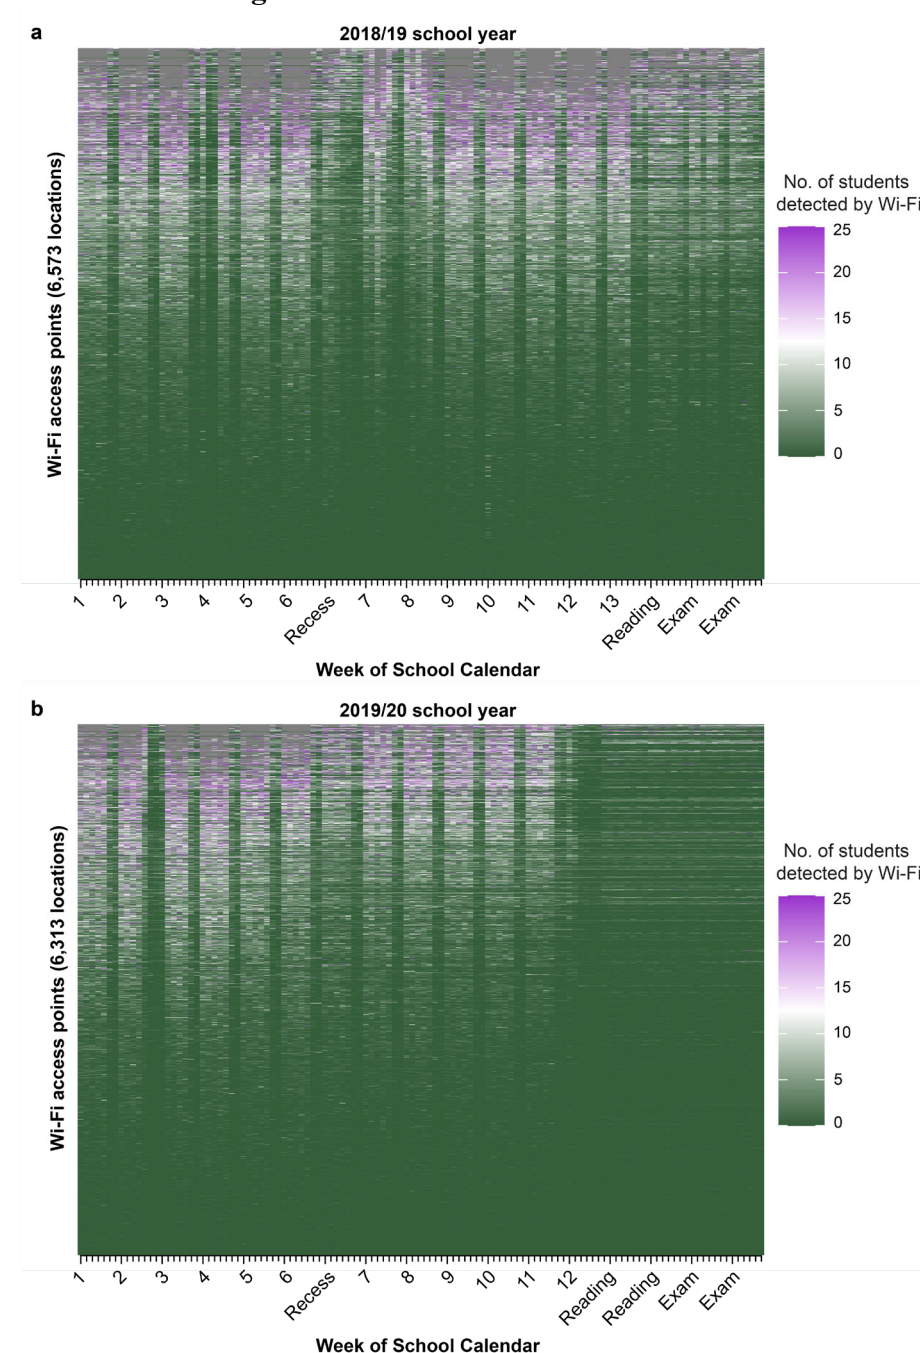 a
2018/19 school year
Wi-Fi access points (6,573 locations)
No. of students
detected by Wi-Fi
25
20
15
10
5
0
1 2 3 4 5 6 Recess 7 8 9 10 11 12 13 Reading Exam Exam
Week of School Calendar
b
2019/20 school year
Wi-Fi access points (6,313 locations)
No. of students
detected by Wi-Fi
25
20
15
10
5
0
1 2 3 4 5 6 Recess 7 8 9 10 11 12 Reading Reading Exam Exam
Week of School Calendar